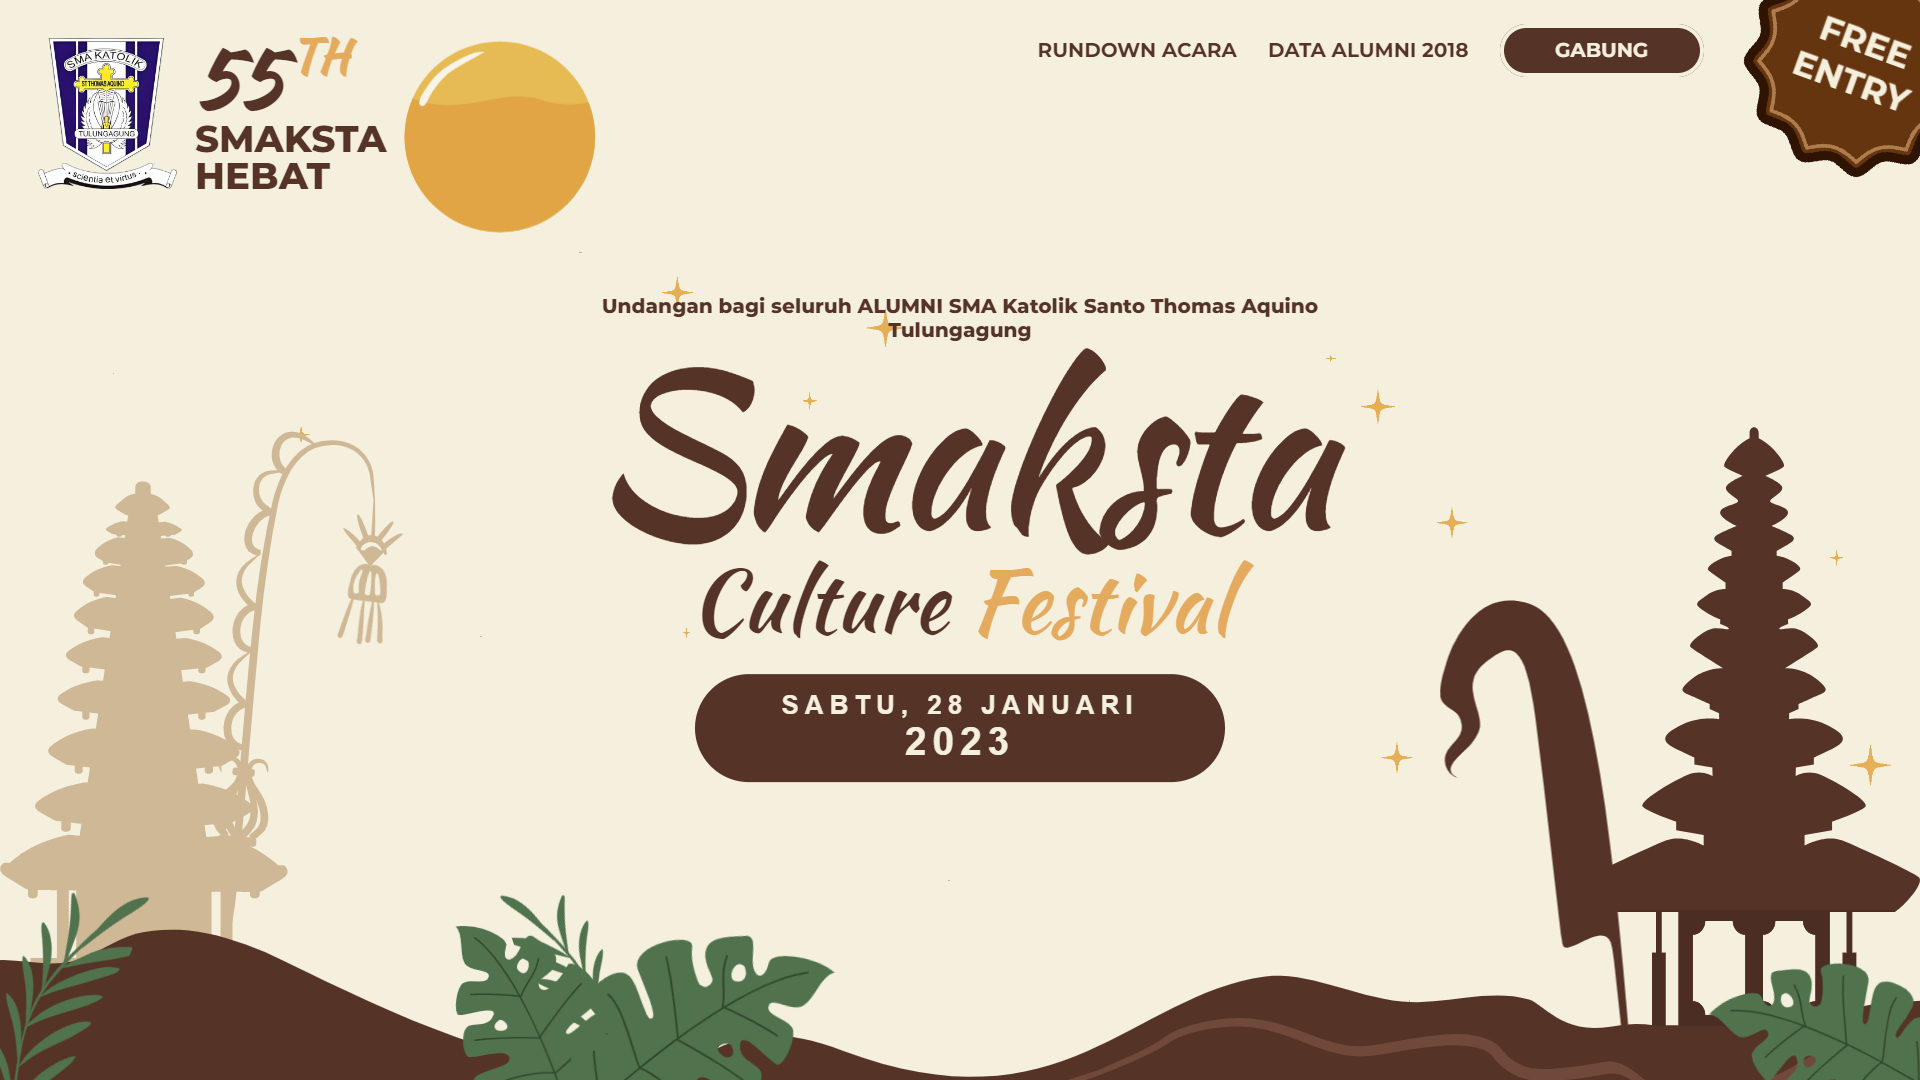 SMA KATOLIK
ST THOMAS AQUINO
TULUNGAGUNG
scientia et virtus
55TH
SMAKSTA
HEBAT
RUNDOWN ACARA
DATA ALUMNI 2018
GABUNG
FREE
ENTRY
Undangan bagi seluruh ALUMNI SMA Katolik Santo Thomas Aquino
Tulungagung
Smaksta
Culture Festival
SABTU, 28 JANUARI
2023